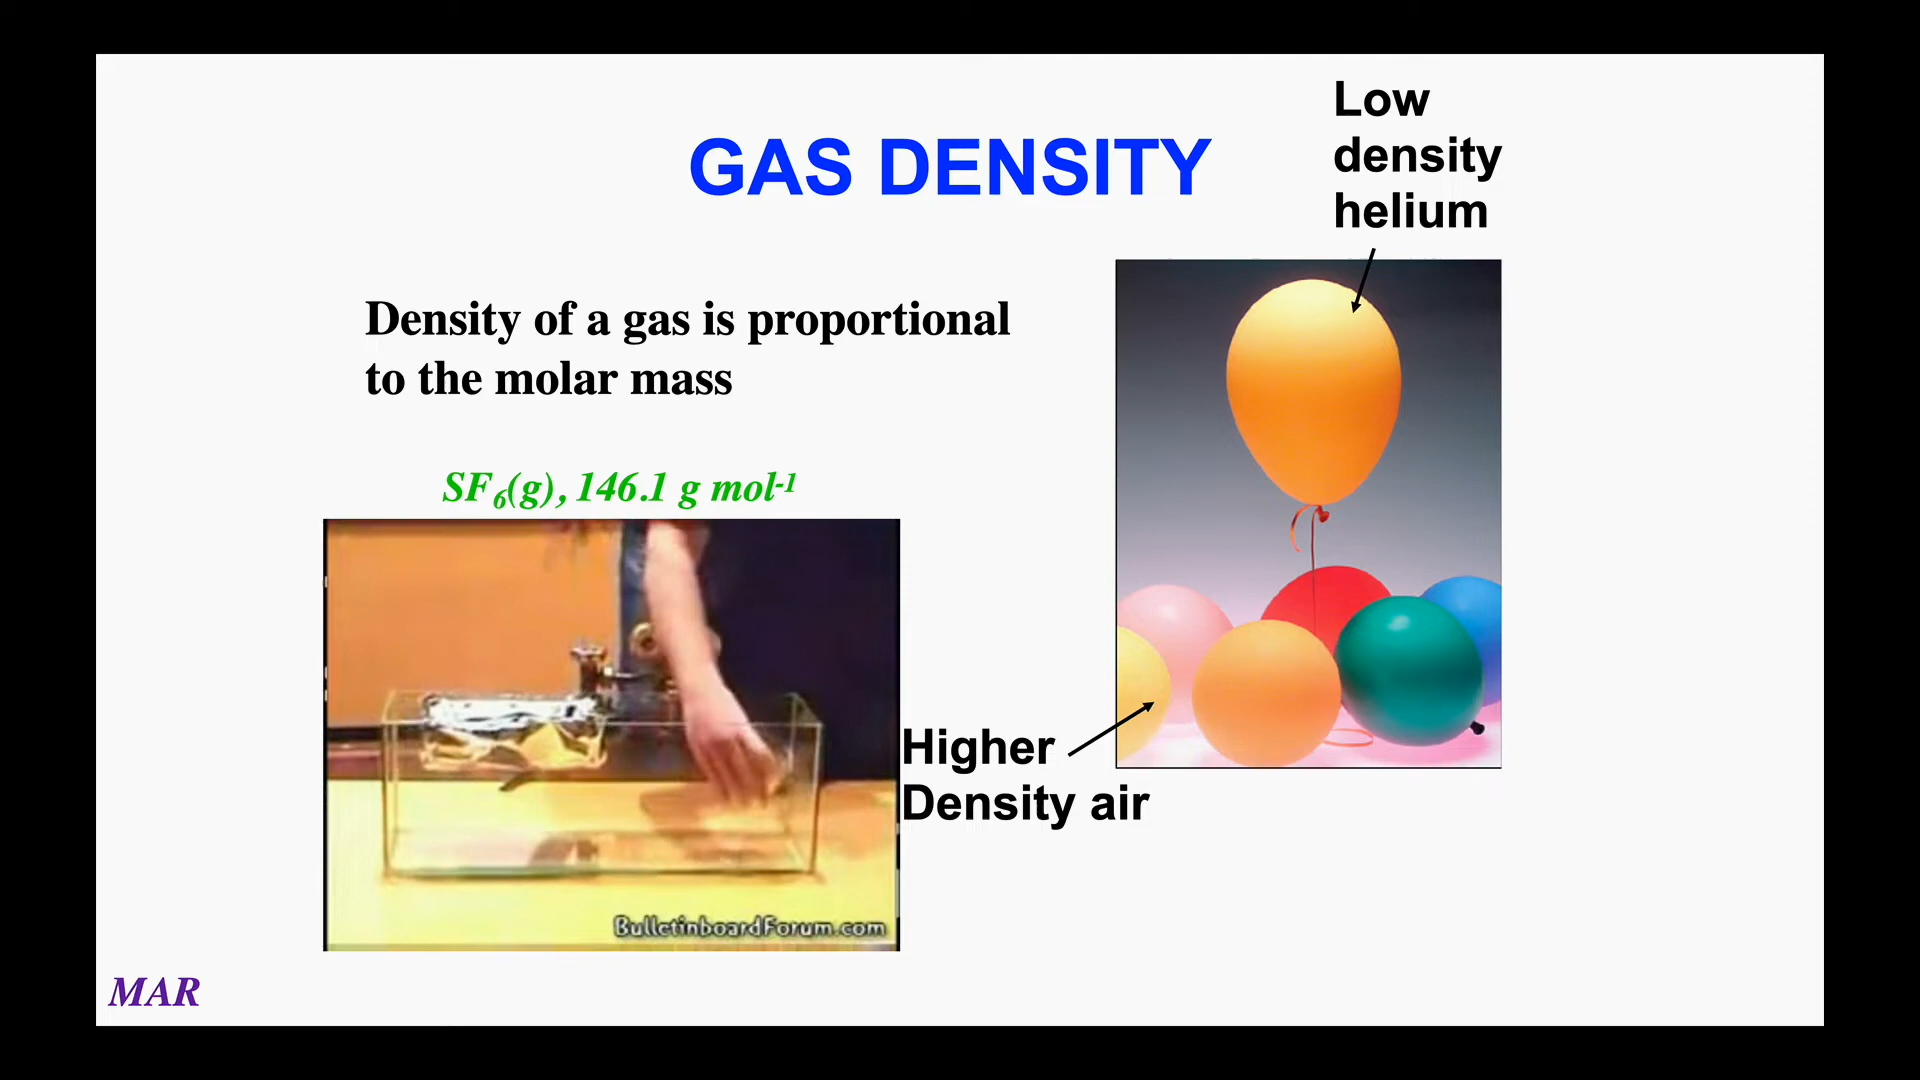 Low
density
helium
GAS DENSITY
Density of a gas is proportional
to the molar mass
SF₆(g), 146.1 g mol⁻¹
Higher
Density air
BulletinboardForum.com
MAR